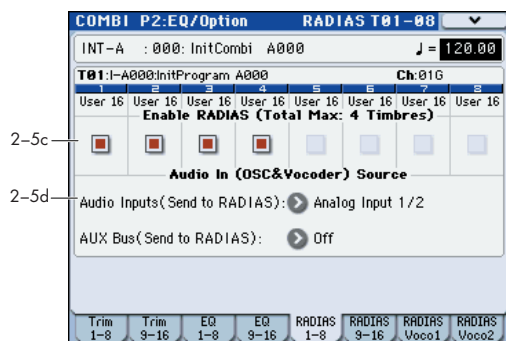 COMBI P2:EQ/Option RADIAS T01-08
INT-A : 000: InitCombi A000 ♩ = 120.00
T01:I-A000:InitProgram A000 Ch:01G
1 2 3 4 5 6 7 8
User 16 User 16 User 16 User 16 User 16 User 16 User 16 User 16
Enable RADIAS (Total Max: 4 Timbres)
2–5c
Audio In (OSC&Vocoder) Source
2–5d
Audio Inputs(Send to RADIAS): Analog Input 1/2
AUX Bus(Send to RADIAS): Off
Trim 1-8 Trim 9-16 EQ 1-8 EQ 9-16 RADIAS 1-8 RADIAS 9-16 RADIAS Voco1 RADIAS Voco2